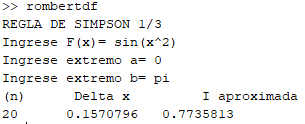 >> rombertdf
REGLA DE SIMPSON 1/3
Ingrese F(x)= sin(x^2)
Ingrese extremo a= 0
Ingrese extremo b= pi
(n) Delta x I aproximada
20 0.1570796 0.7735813